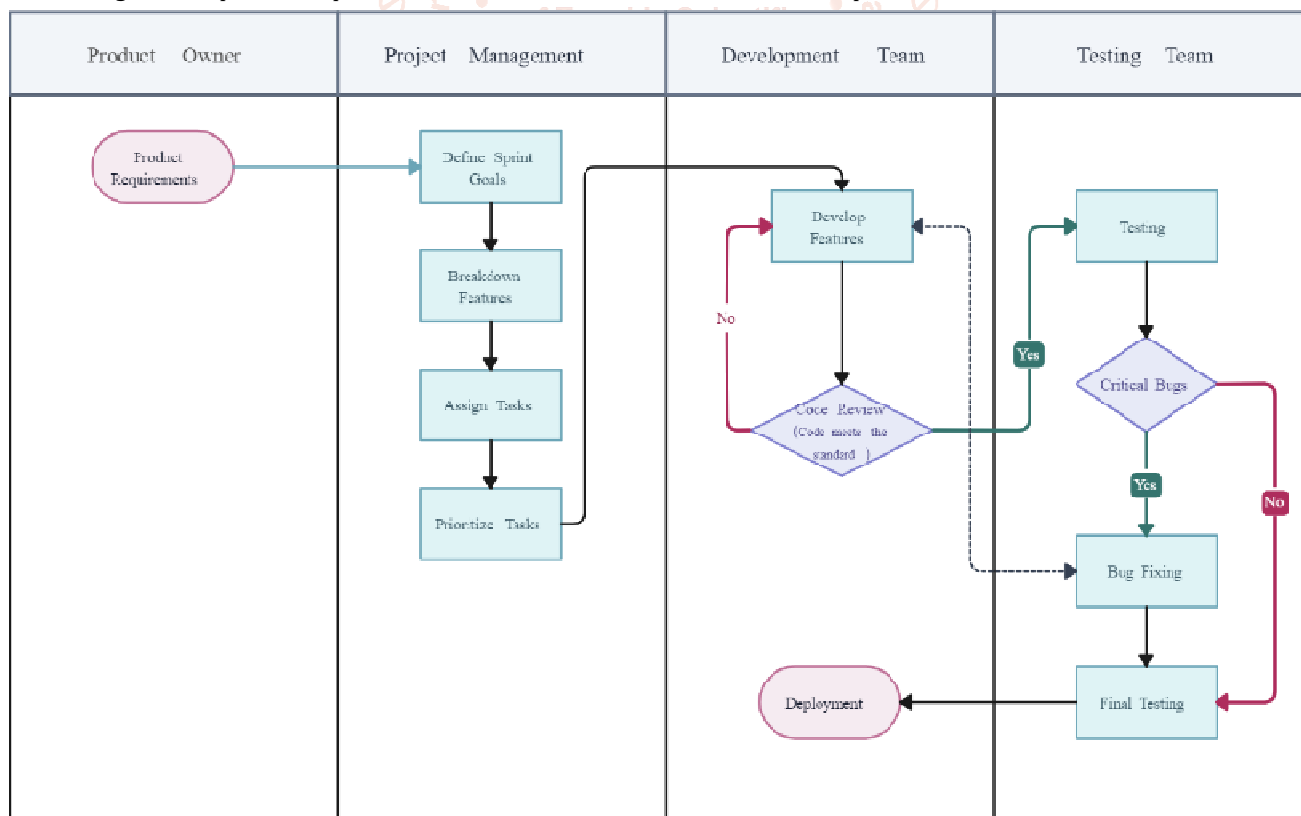 Product Owner
Project Management
Development Team
Testing Team
Product
Requirements
Define Sprint
Goals
Breakdown
Features
Assign Tasks
Prioritize Tasks
Develop
Features
No
Code Review
(Code meets the
standard )
Yes
Testing
Critical Bugs
Yes
No
Bug Fixing
Final Testing
Deployment